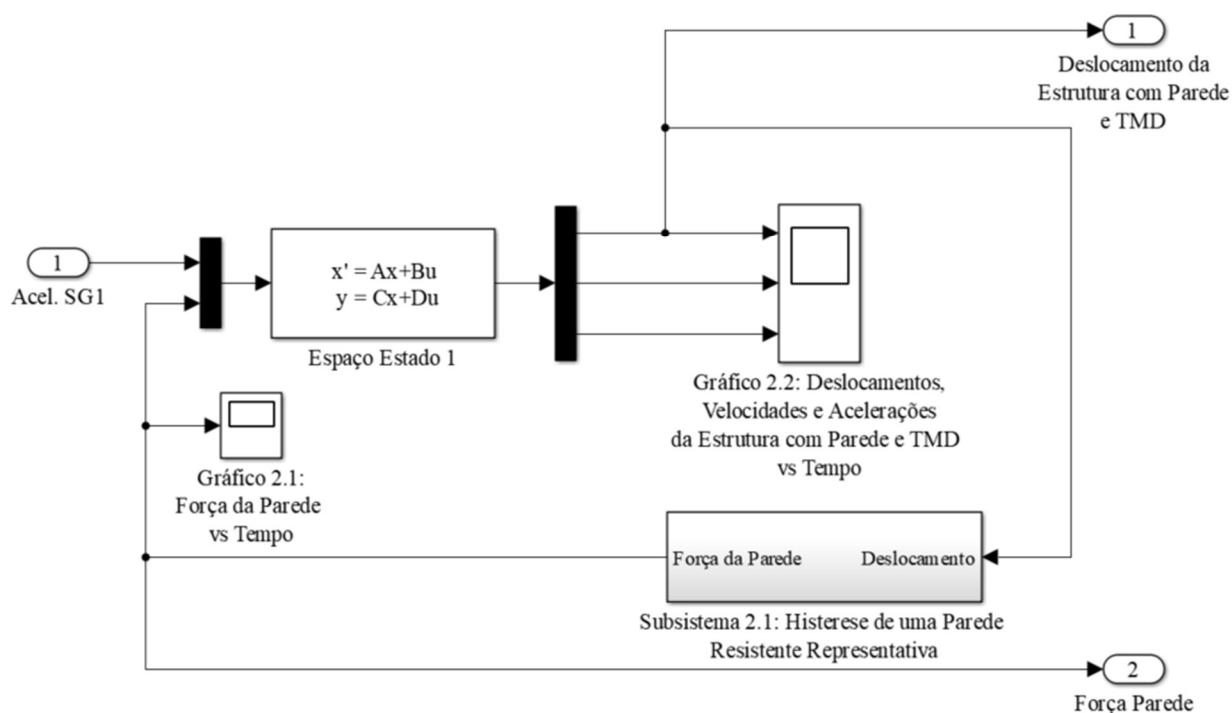 1
Deslocamento da
Estrutura com Parede
e TMD
1
Acel. SG1
x' = Ax+Bu
y = Cx+Du
Espaço Estado 1
Gráfico 2.2: Deslocamentos,
Velocidades e Acelerações
da Estrutura com Parede e TMD
vs Tempo
Gráfico 2.1:
Força da Parede
vs Tempo
Força da Parede
Deslocamento
Subsistema 2.1: Histerese de uma Parede
Resistente Representativa
2
Força Parede